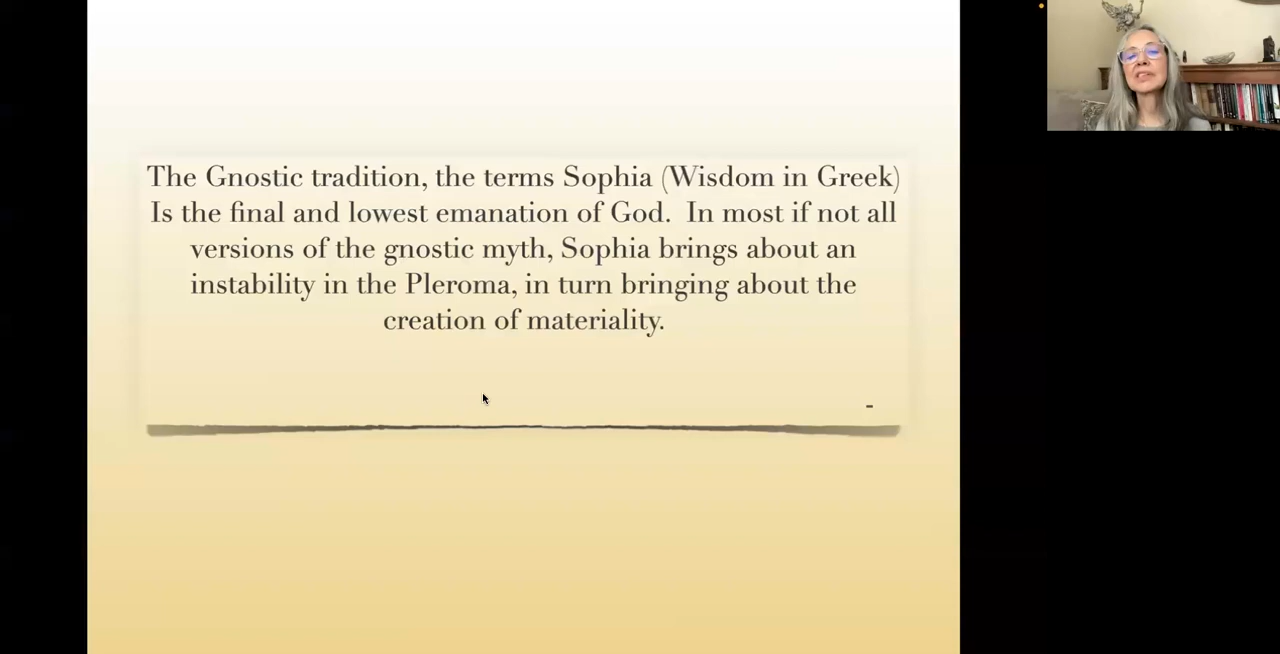 The Gnostic tradition, the terms Sophia (Wisdom in Greek)
Is the final and lowest emanation of God.  In most if not all
versions of the gnostic myth, Sophia brings about an
instability in the Pleroma, in turn bringing about the
creation of materiality.
-